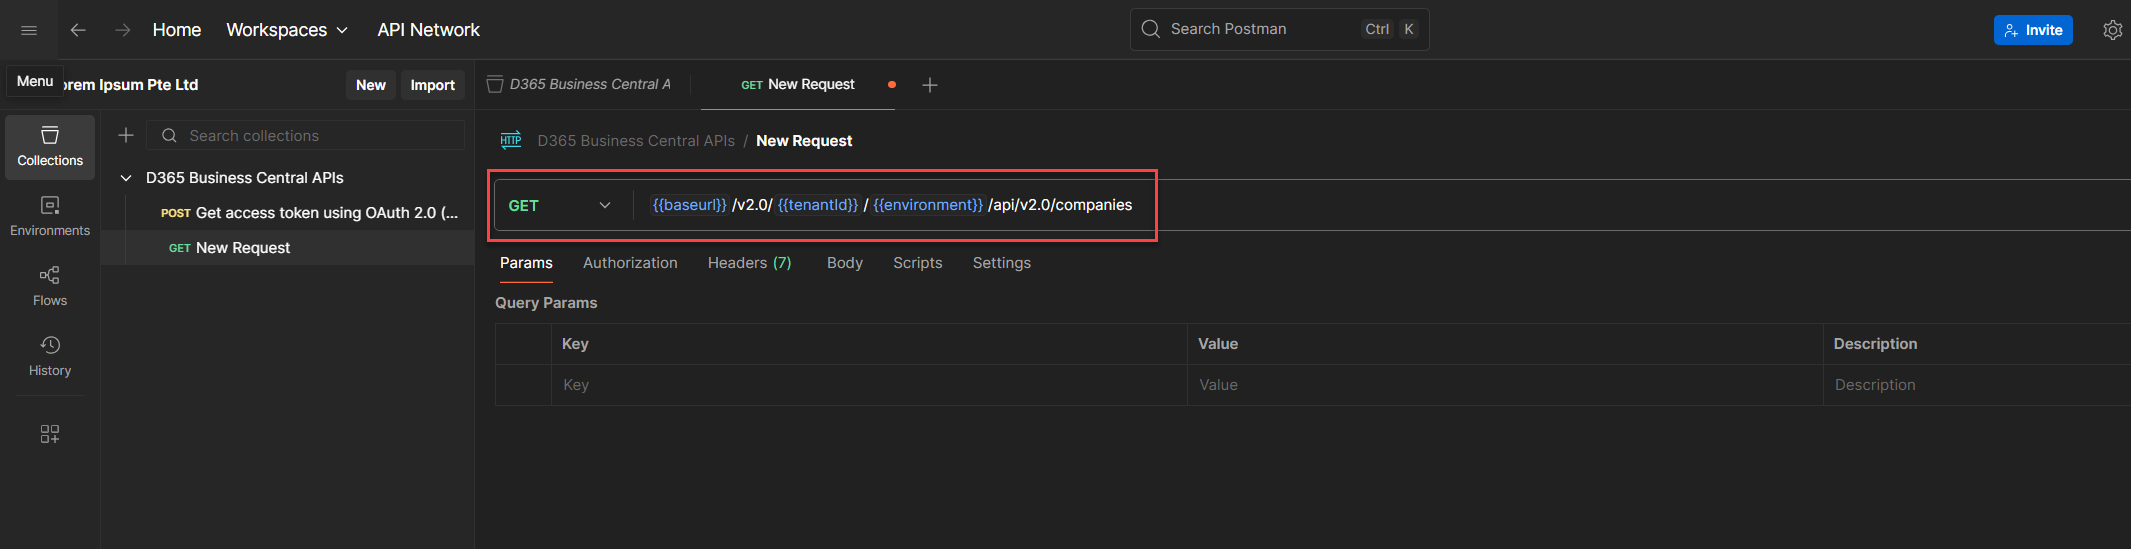 Home Workspaces API Network Search Postman Ctrl K Invite
Menu orem Ipsum Pte Ltd New Import
D365 Business Central A GET New Request
Collections
Environments
Flows
History
Search collections
D365 Business Central APIs
POST Get access token using OAuth 2.0 (...
GET New Request
HTTP D365 Business Central APIs / New Request
GET {{baseurl}} /v2.0/ {{tenantId}} / {{environment}} /api/v2.0/companies
Params Authorization Headers (7) Body Scripts Settings
Query Params
Key Value Description
Key Value Description